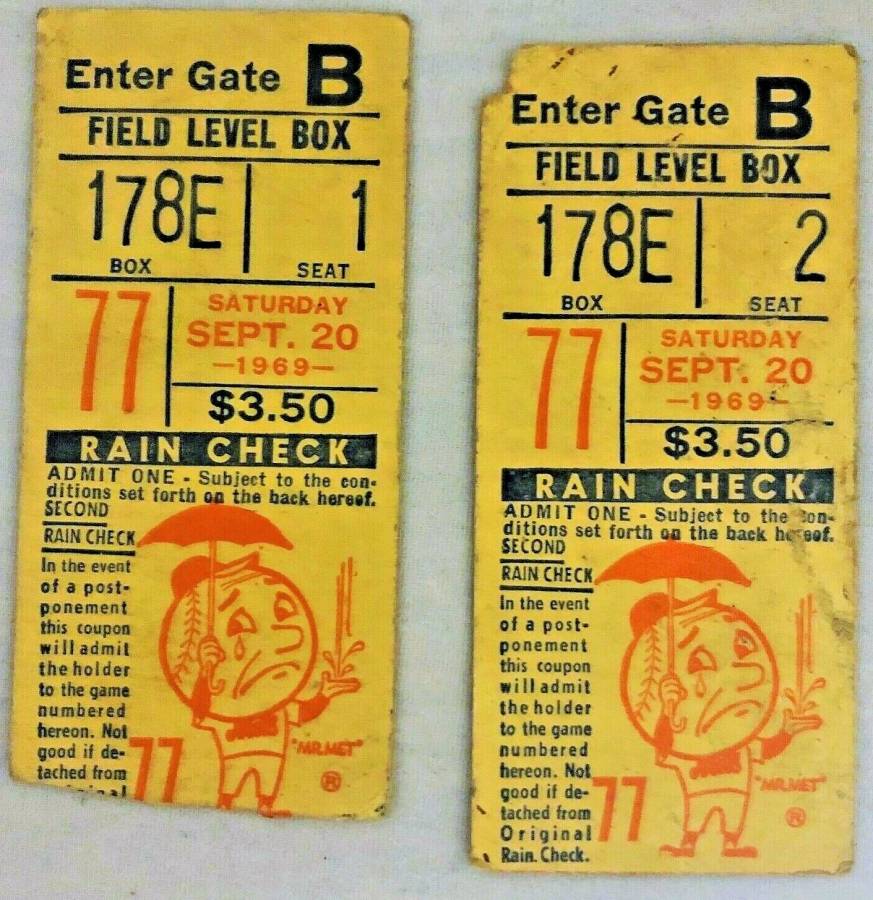 Enter Gate B
FIELD LEVEL BOX
178E 1
BOX SEAT
77
SATURDAY
SEPT. 20
—1969—
$3.50
RAIN CHECK
ADMIT ONE - Subject to the con-
ditions set forth on the back hereof.
SECOND
RAIN CHECK
In the event
of a post-
ponement
this coupon
will admit
the holder
to the game
numbered
hereon. Not
good if de-
tached from
77
"MR.MET"
®
Enter Gate B
FIELD LEVEL BOX
178E 2
BOX SEAT
77
SATURDAY
SEPT. 20
—1969—
$3.50
RAIN CHECK
ADMIT ONE - Subject to the con-
ditions set forth on the back hereof.
SECOND
RAIN CHECK
In the event
of a post-
ponement
this coupon
will admit
the holder
to the game
numbered
hereon. Not
good if de-
tached from
Original
Rain Check.
77
"MR.MET"
®